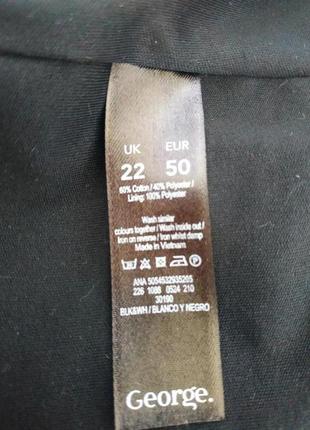 UK EUR
22 50
60% Cotton / 40% Polyester /
Lining: 100% Polyester
Wash similar
colours together / Wash inside out /
Iron on reverse / Iron whilst damp
Made in Vietnam
ANA 5054532935265
226 1088 0524 210
30190
BLK&WH / BLANCO Y NEGRO
George.